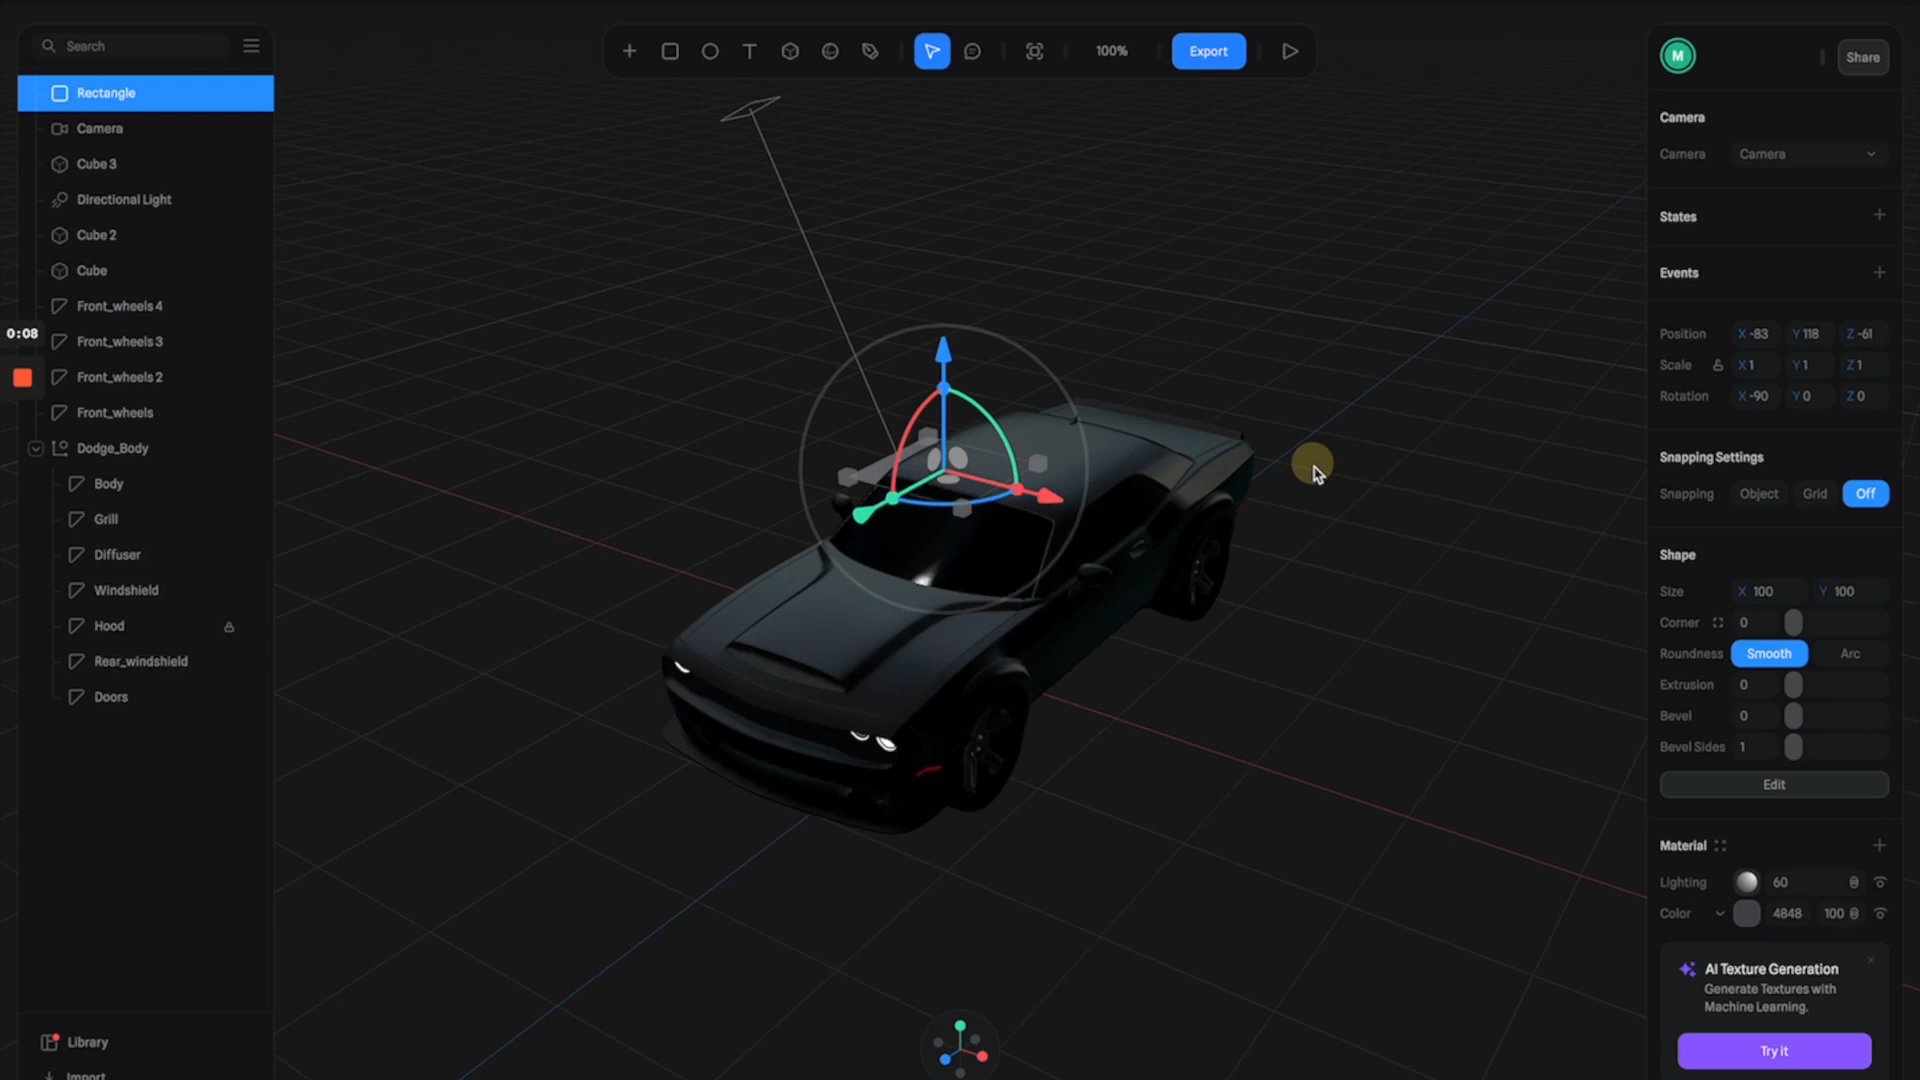 Search
Rectangle
Camera
Cube 3
Directional Light
Cube 2
Cube
Front_wheels 4
0:08
Front_wheels 3
Front_wheels 2
Front_wheels
Dodge_Body
Body
Grill
Diffuser
Windshield
Hood
Rear_windshield
Doors
Library
Import
100%
Export
M
Share
Camera
Camera Camera
States
Events
Position X -83 Y 118 Z -61
Scale X 1 Y 1 Z 1
Rotation X -90 Y 0 Z 0
Snapping Settings
Snapping Object Grid Off
Shape
Size X 100 Y 100
Corner 0
Roundness Smooth Arc
Extrusion 0
Bevel 0
Bevel Sides 1
Edit
Material
Lighting 60
Color 4848 100
AI Texture Generation
Generate Textures with
Machine Learning.
Try it